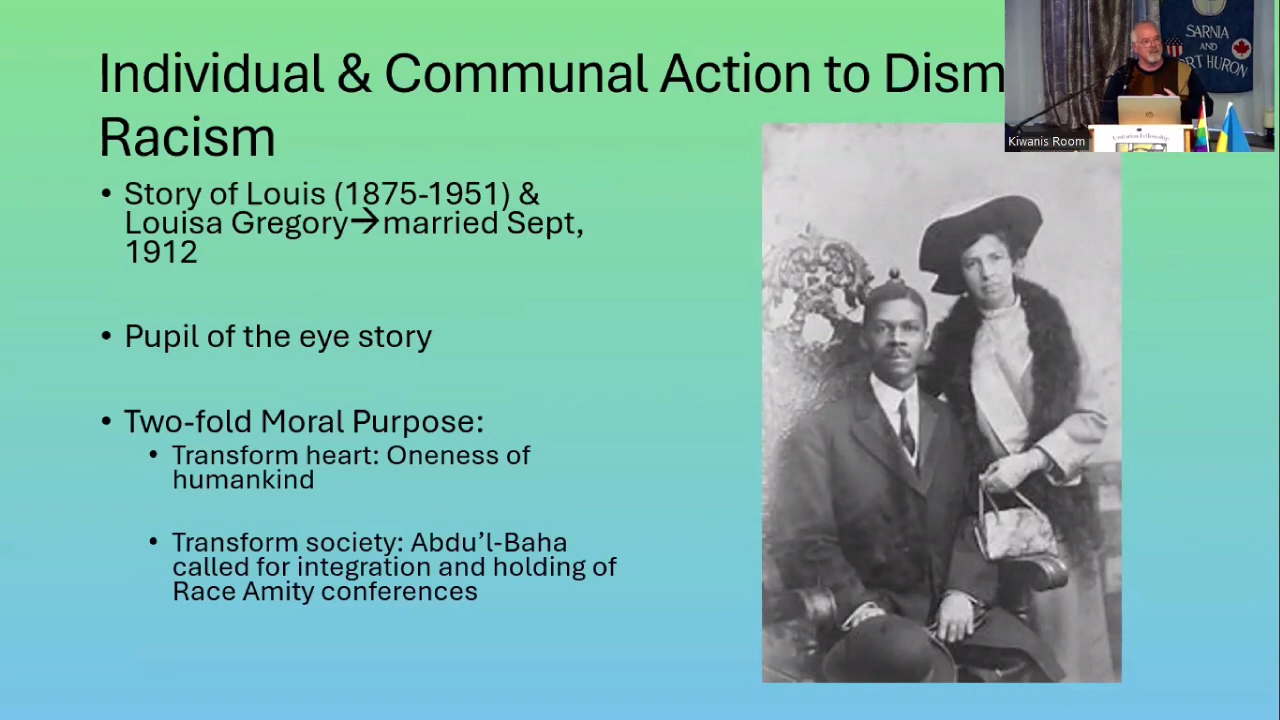 Individual & Communal Action to Dism
Racism
• Story of Louis (1875-1951) &
Louisa Gregory→married Sept,
1912
• Pupil of the eye story
• Two-fold Moral Purpose:
• Transform heart: Oneness of
humankind
• Transform society: Abdu’l-Baha
called for integration and holding of
Race Amity conferences
SARNIA
AND
RT HURON
Kiwanis Room